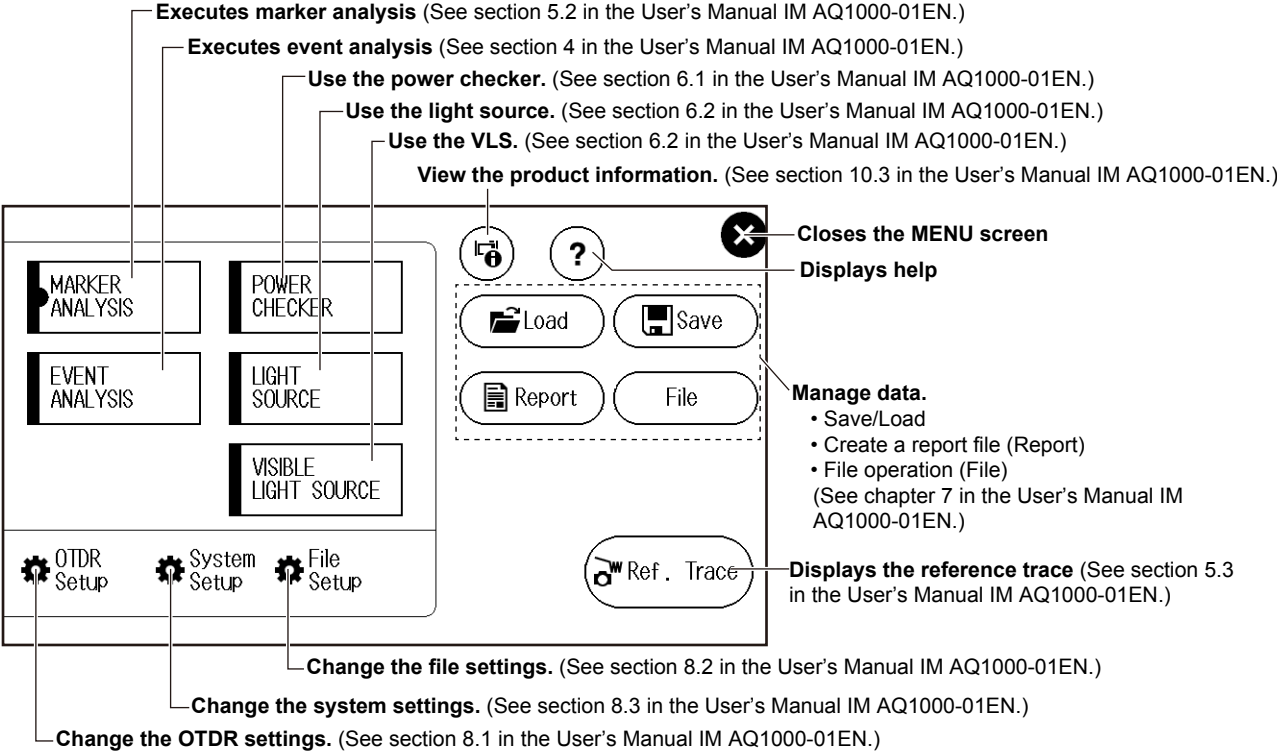 Executes marker analysis (See section 5.2 in the User's Manual IM AQ1000-01EN.)
Executes event analysis (See section 4 in the User's Manual IM AQ1000-01EN.)
Use the power checker. (See section 6.1 in the User's Manual IM AQ1000-01EN.)
Use the light source. (See section 6.2 in the User's Manual IM AQ1000-01EN.)
Use the VLS. (See section 6.2 in the User's Manual IM AQ1000-01EN.)
View the product information. (See section 10.3 in the User's Manual IM AQ1000-01EN.)
MARKER
ANALYSIS
POWER
CHECKER
EVENT
ANALYSIS
LIGHT
SOURCE
VISIBLE
LIGHT SOURCE
OTDR
Setup
System
Setup
File
Setup
?
Load
Save
Report
File
W Ref. Trace
Closes the MENU screen
Displays help
Manage data.
• Save/Load
• Create a report file (Report)
• File operation (File)
(See chapter 7 in the User's Manual IM
AQ1000-01EN.)
Displays the reference trace (See section 5.3
in the User's Manual IM AQ1000-01EN.)
Change the file settings. (See section 8.2 in the User's Manual IM AQ1000-01EN.)
Change the system settings. (See section 8.3 in the User's Manual IM AQ1000-01EN.)
Change the OTDR settings. (See section 8.1 in the User's Manual IM AQ1000-01EN.)